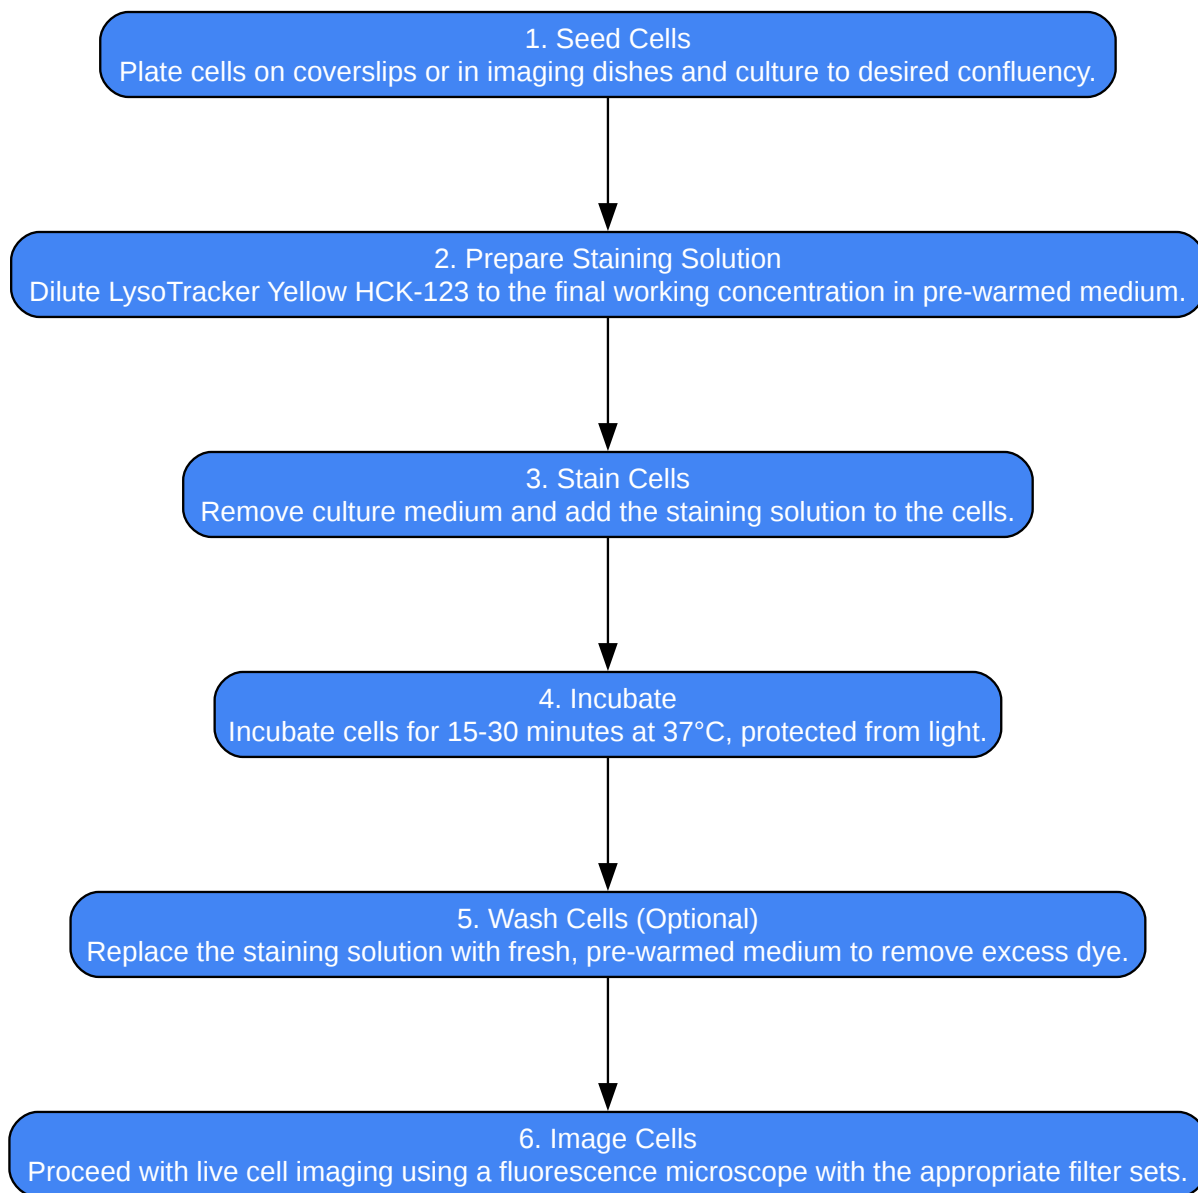 1. Seed Cells
Plate cells on coverslips or in imaging dishes and culture to desired confluency.
2. Prepare Staining Solution
Dilute LysoTracker Yellow HCK-123 to the final working concentration in pre-warmed medium.
3. Stain Cells
Remove culture medium and add the staining solution to the cells.
4. Incubate
Incubate cells for 15-30 minutes at 37°C, protected from light.
5. Wash Cells (Optional)
Replace the staining solution with fresh, pre-warmed medium to remove excess dye.
6. Image Cells
Proceed with live cell imaging using a fluorescence microscope with the appropriate filter sets.